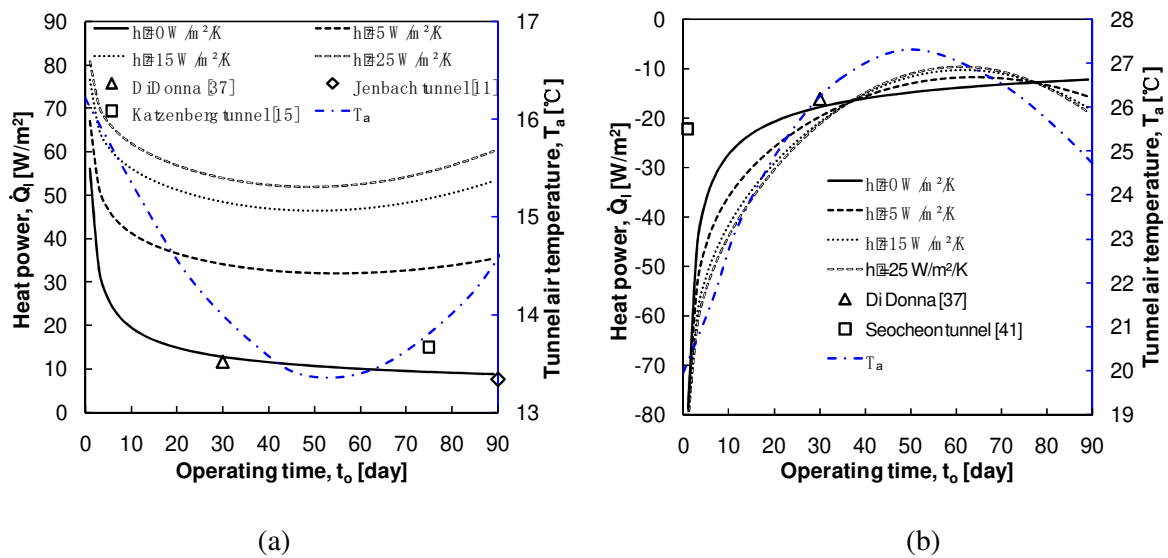 90
80
70
60
50
40
30
20
10
0
Heat power, Q̇ₗ [W/m²]
0 10 20 30 40 50 60 70 80 90
Operating time, tₒ [day]
17
16
15
14
13
Tunnel air temperature, Tₐ [℃]
h=0 W/m²/K h=5 W/m²/K
h=15 W/m²/K h=25 W/m²/K
Di Donna [37] Jenbach tunnel [11]
Katzenberg tunnel [15] Tₐ
(a)
-0
-10
-20
-30
-40
-50
-60
-70
-80
Heat power, Q̇ₗ [W/m²]
0 10 20 30 40 50 60 70 80 90
Operating time, tₒ [day]
28
27
26
25
24
23
22
21
20
19
Tunnel air temperature, Tₐ [℃]
h=0 W/m²/K
h=5 W/m²/K
h=15 W/m²/K
h=25 W/m²/K
Di Donna [37]
Seocheon tunnel [41]
Tₐ
(b)